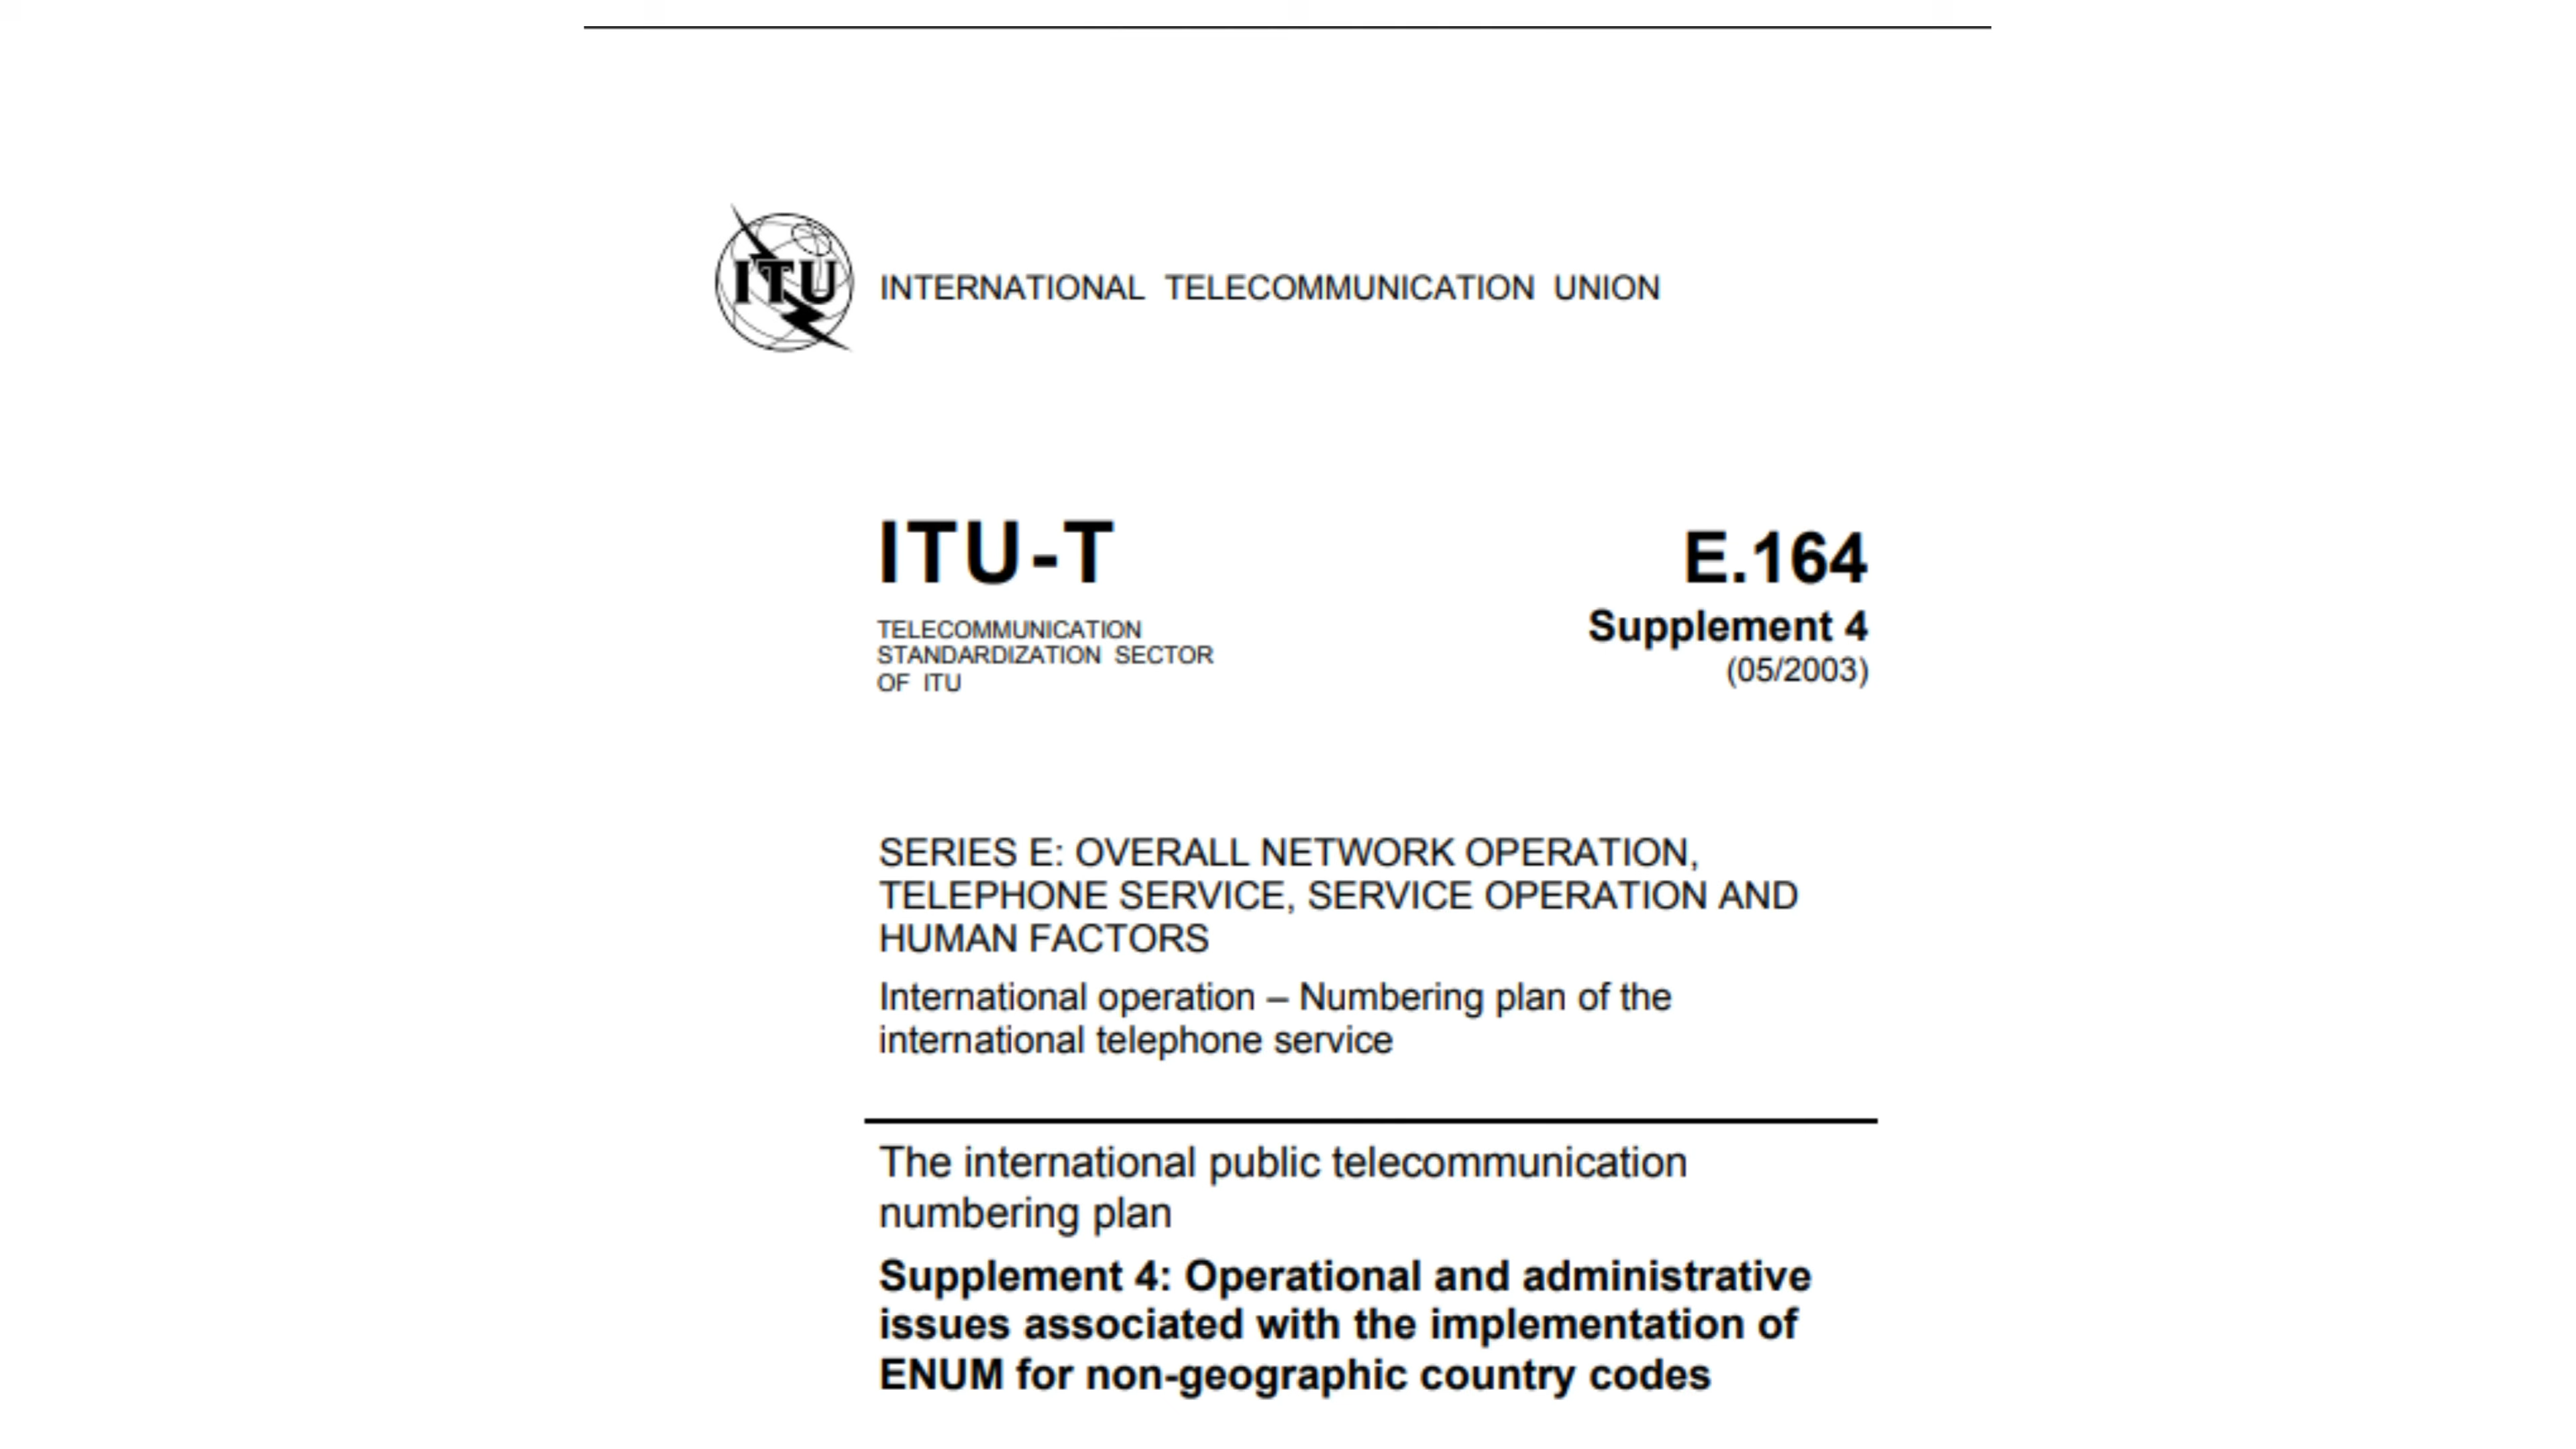 ITU
INTERNATIONAL TELECOMMUNICATION UNION
ITU-T
TELECOMMUNICATION
STANDARDIZATION SECTOR
OF ITU
E.164
Supplement 4
(05/2003)
SERIES E: OVERALL NETWORK OPERATION,
TELEPHONE SERVICE, SERVICE OPERATION AND
HUMAN FACTORS
International operation – Numbering plan of the
international telephone service
The international public telecommunication
numbering plan
Supplement 4: Operational and administrative
issues associated with the implementation of
ENUM for non-geographic country codes